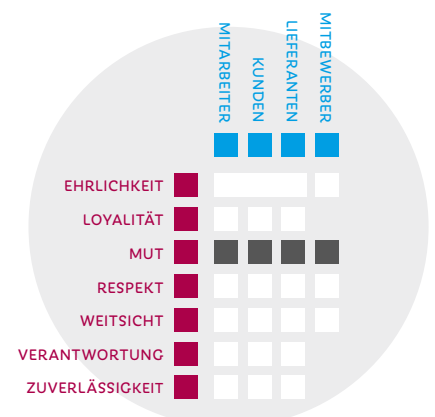 MITARBEITER
KUNDEN
LIEFERANTEN
MITBEWERBER
EHRLICHKEIT
LOYALITÄT
MUT
RESPEKT
WEITSICHT
VERANTWORTUNG
ZUVERLÄSSIGKEIT